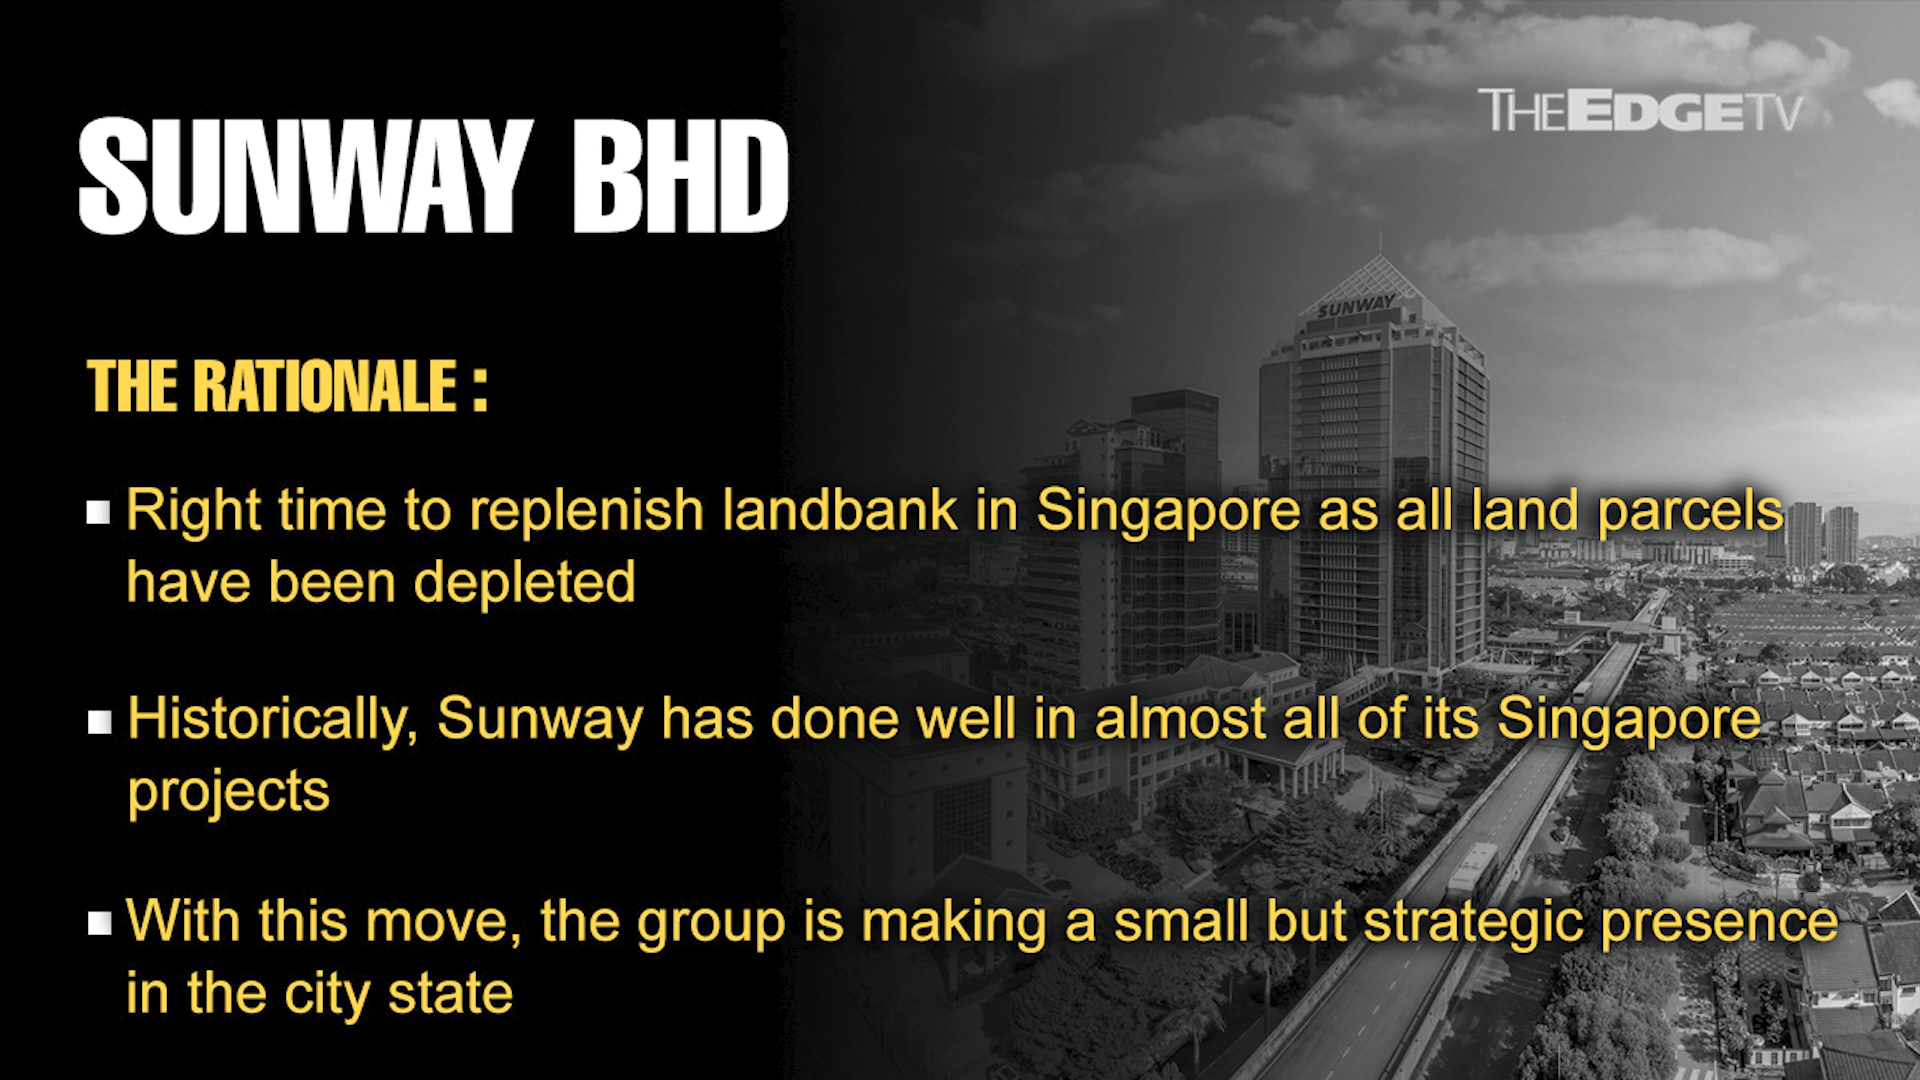 THEEDGETV
SUNWAY BHD
SUNWAY
THE RATIONALE :
Right time to replenish landbank in Singapore as all land parcels
have been depleted
Historically, Sunway has done well in almost all of its Singapore
projects
With this move, the group is making a small but strategic presence
in the city state